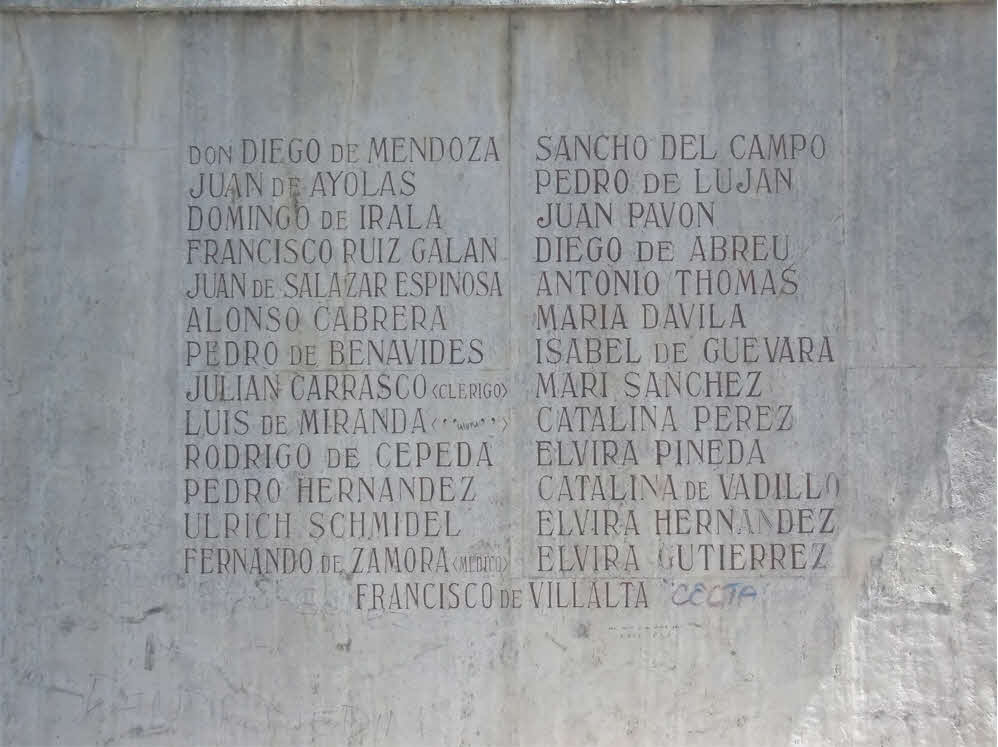 DON DIEGO DE MENDOZA
JUAN DE AYOLAS
DOMINGO DE IRALA
FRANCISCO RUIZ GALAN
JUAN DE SALAZAR ESPINOSA
ALONSO CABRERA
PEDRO DE BENAVIDES
JULIAN CARRASCO <CLERIGO>
LUIS DE MIRANDA
RODRIGO DE CEPEDA
PEDRO HERNANDEZ
ULRICH SCHMIDEL
FERNANDO DE ZAMORA <MEDICO>
SANCHO DEL CAMPO
PEDRO DE LUJAN
JUAN PAVON
DIEGO DE ABREU
ANTONIO THOMAS
MARIA DAVILA
ISABEL DE GUEVARA
MARI SANCHEZ
CATALINA PEREZ
ELVIRA PINEDA
CATALINA DE VADILLO
ELVIRA HERNANDEZ
ELVIRA GUTIERREZ
FRANCISCO DE VILLALTA CECTA